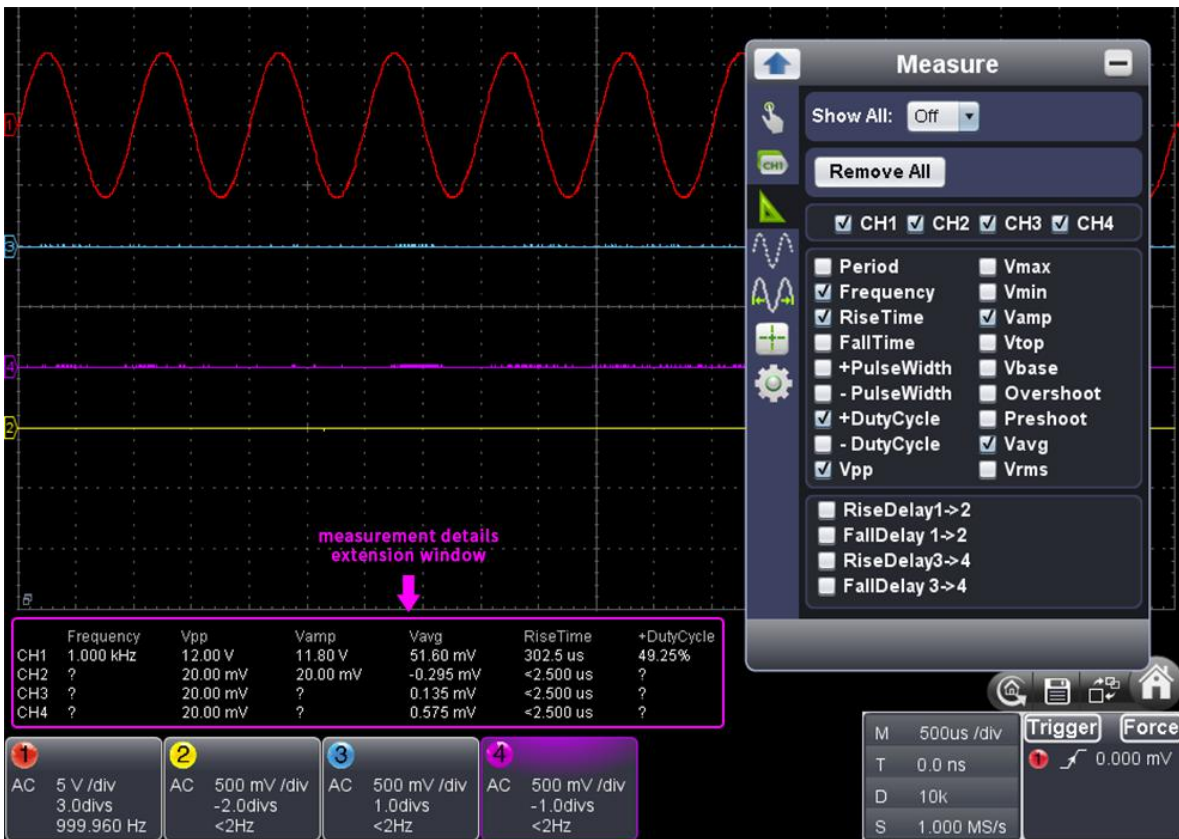 Measure
Show All: Off
Remove All
CH1
CH1 CH2 CH3 CH4
Period Vmax
Frequency Vmin
RiseTime Vamp
FallTime Vtop
+PulseWidth Vbase
- PulseWidth Overshoot
+DutyCycle Preshoot
- DutyCycle Vavg
Vpp Vrms
RiseDelay1->2
FallDelay 1->2
RiseDelay3->4
FallDelay 3->4
1
3
4
2
measurement details
extension window
Frequency Vpp Vamp Vavg RiseTime +DutyCycle
CH1 1.000 kHz 12.00 V 11.80 V 51.60 mV 302.5 us 49.25%
CH2 ? 20.00 mV 20.00 mV -0.295 mV <2.500 us ?
CH3 ? 20.00 mV ? 0.135 mV <2.500 us ?
CH4 ? 20.00 mV ? 0.575 mV <2.500 us ?
1
AC 5 V /div
3.0divs
999.960 Hz
2
AC 500 mV /div
-2.0divs
<2Hz
3
AC 500 mV /div
1.0divs
<2Hz
4
AC 500 mV /div
-1.0divs
<2Hz
M 500us /div
T 0.0 ns
D 10k
S 1.000 MS/s
Trigger Force
1 0.000 mV